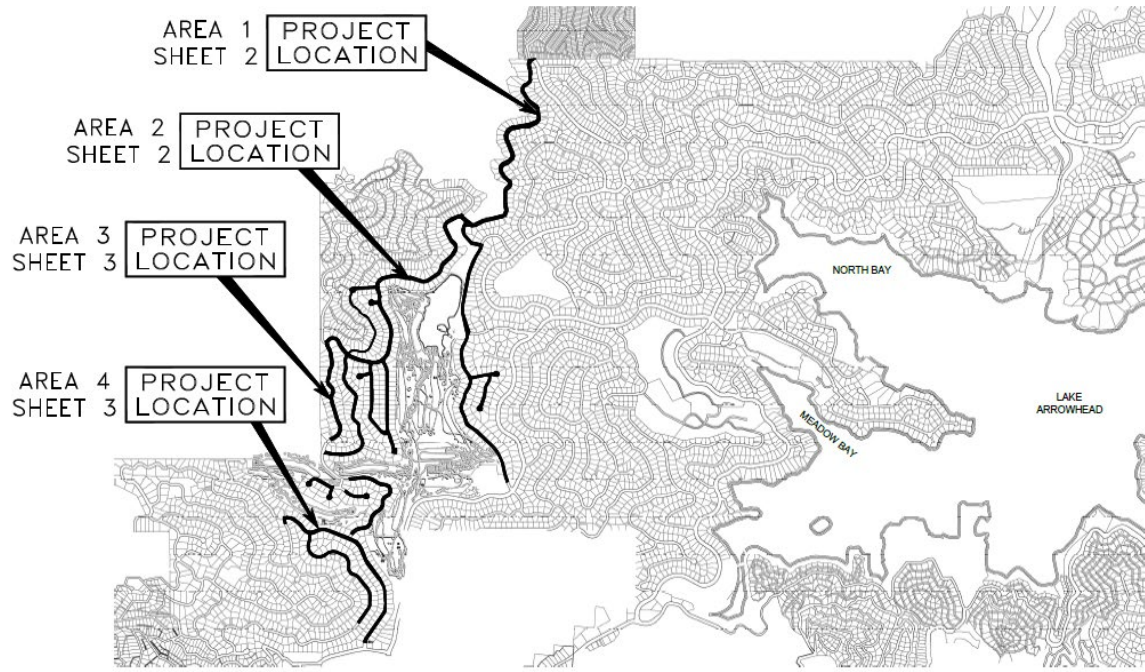 AREA 1 PROJECT
SHEET 2 LOCATION
AREA 2 PROJECT
SHEET 2 LOCATION
AREA 3 PROJECT
SHEET 3 LOCATION
AREA 4 PROJECT
SHEET 3 LOCATION
NORTH BAY
LAKE
ARROWHEAD
MEADOW BAY